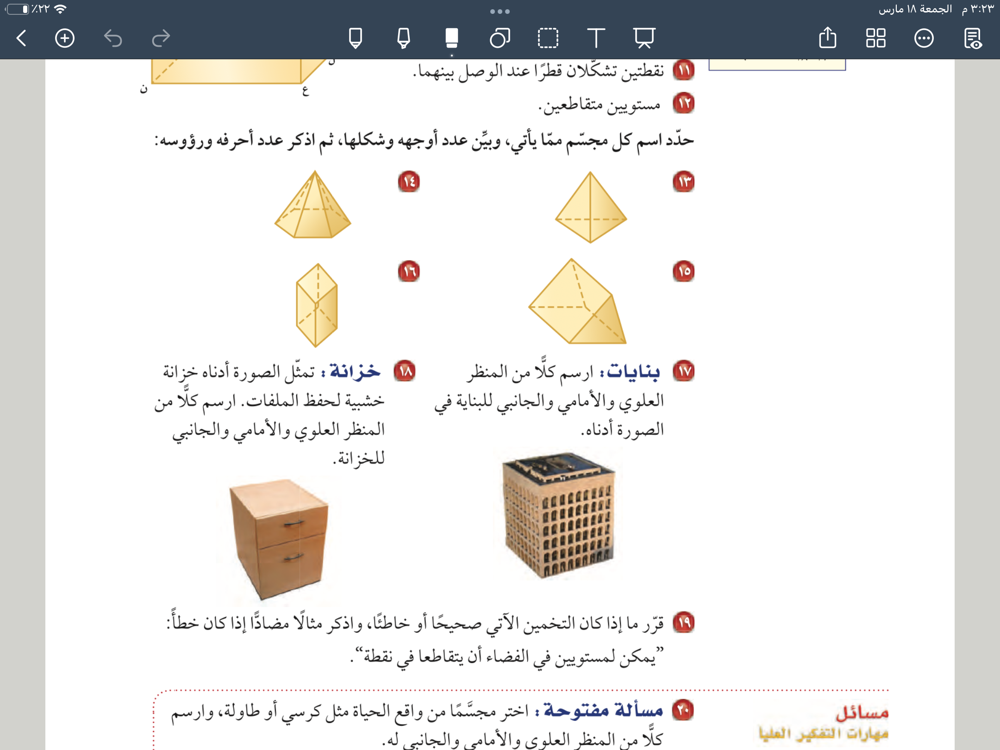 ٣:٢٣ م الجمعة ١٨ مارس
٢٢٪
ل
ن
ع
١١ نقطتين تشكّلان قطرًا عند الوصل بينهما.
١٢ مستويين متقاطعين.
حدّد اسم كل مجسّم ممّا يأتي، وبيِّن عدد أوجهه وشكلها، ثم اذكر عدد أحرفه ورؤوسه:
١٣
١٤
١٥
١٦
١٧ بنايات: ارسم كلًّا من المنظر
العلوي والأمامي والجانبي للبناية في
الصورة أدناه.
١٨ خزانة: تمثّل الصورة أدناه خزانة
خشبية لحفظ الملفات. ارسم كلًّا من
المنظر العلوي والأمامي والجانبي
للخزانة.
١٩ قرّر ما إذا كان التخمين الآتي صحيحًا أو خاطئًا، واذكر مثالًا مضادًّا إذا كان خطأً:
”يمكن لمستويين في الفضاء أن يتقاطعا في نقطة“.
مسائل
مهارات التفكير العليا
٢٠ مسألة مفتوحة: اختر مجسَّمًا من واقع الحياة مثل كرسي أو طاولة، وارسم
كلًّا من المنظر العلوي والأمامي والجانبي له.